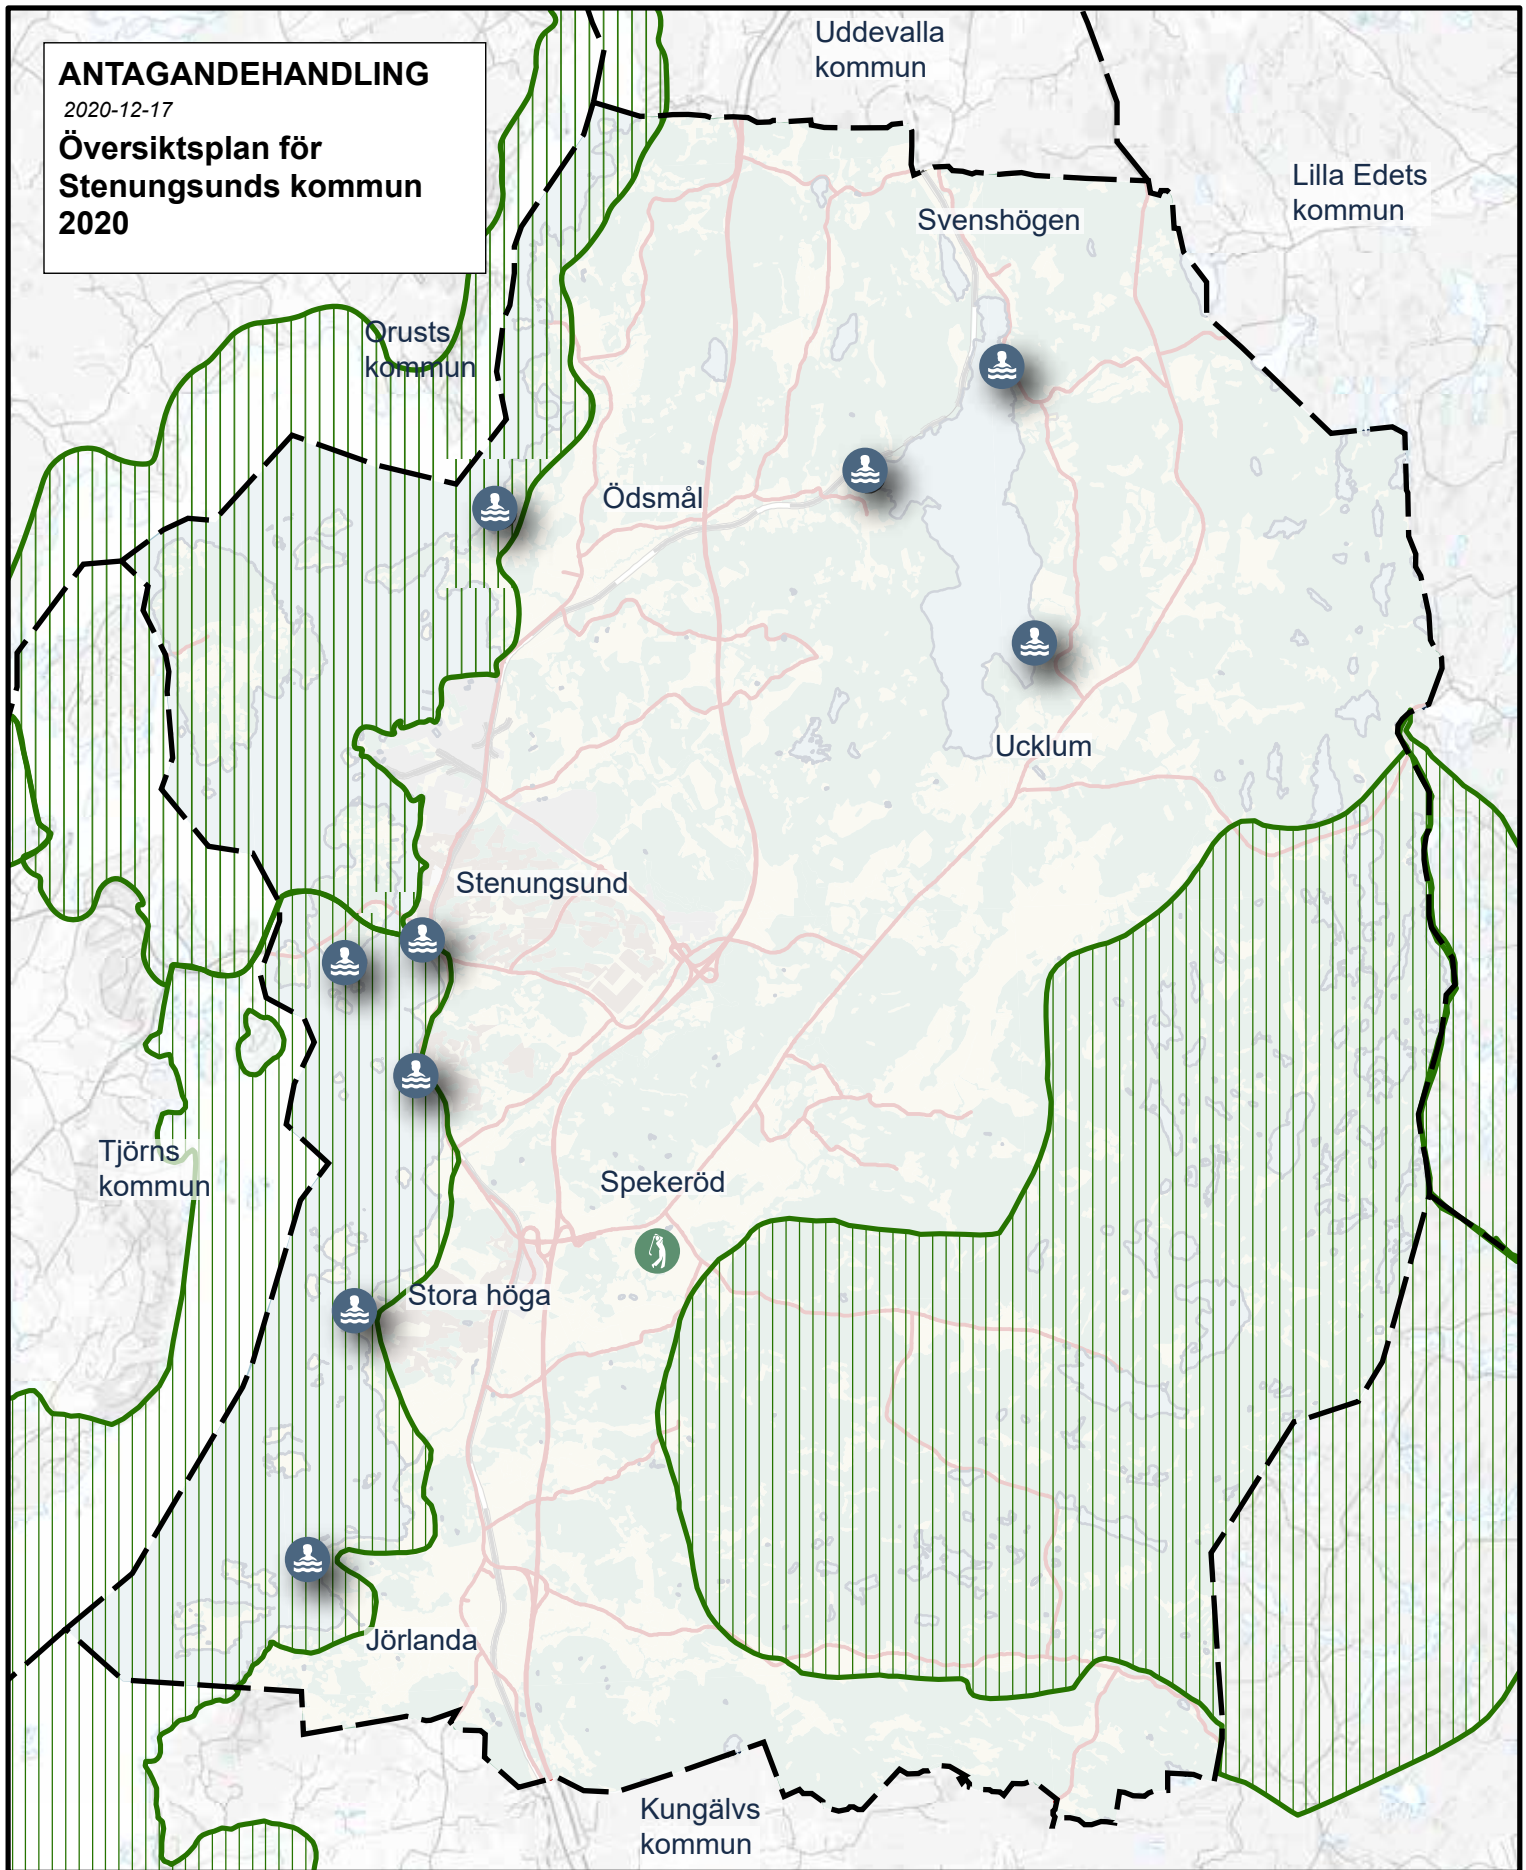 ANTAGANDEHANDLING
2020-12-17
Översiktsplan för
Stenungsunds kommun
2020
Uddevalla
kommun
Lilla Edets
kommun
Svenshögen
Orusts
kommun
Ödsmål
Ucklum
Stenungsund
Tjörns
kommun
Spekeröd
Stora höga
Jörlanda
Kungälvs
kommun